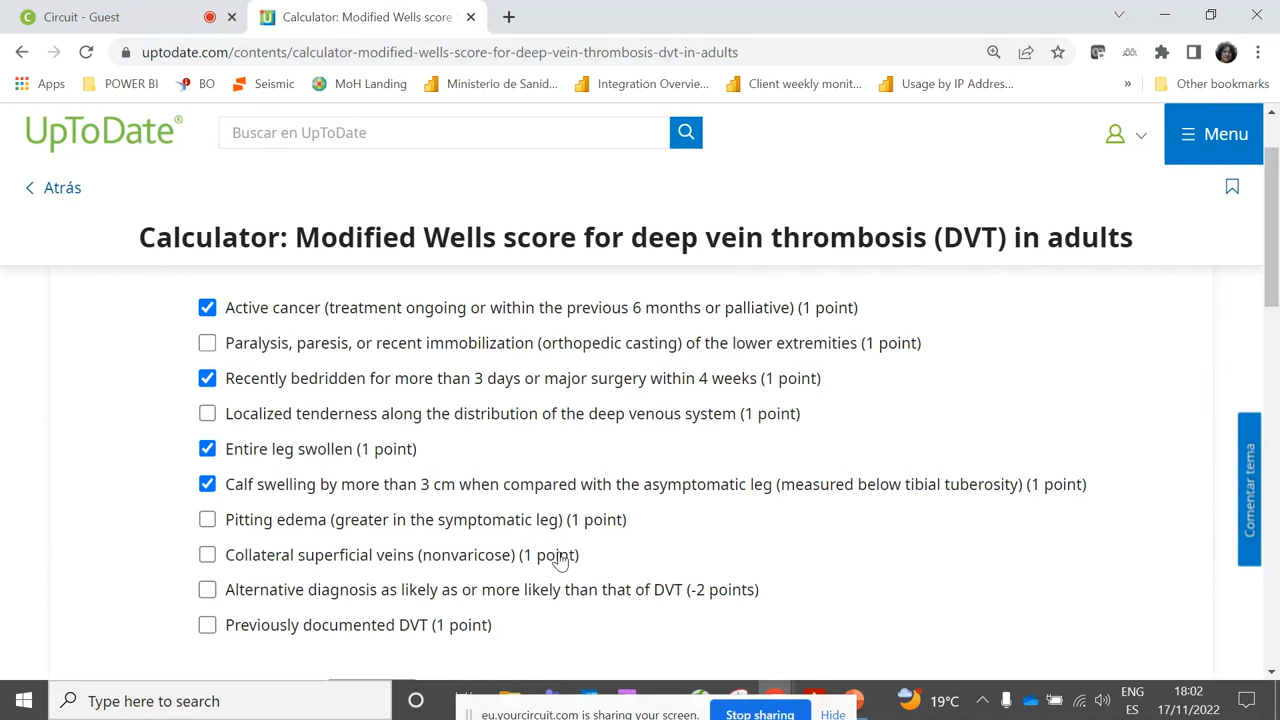 Circuit - Guest
Calculator: Modified Wells score
uptodate.com/contents/calculator-modified-wells-score-for-deep-vein-thrombosis-dvt-in-adults
Apps POWER BI BO Seismic MoH Landing Ministerio de Sanid... Integration Overvie... Client weekly monit... Usage by IP Addres... » Other bookmarks
UpToDate® Buscar en UpToDate Menu
Atrás
Calculator: Modified Wells score for deep vein thrombosis (DVT) in adults
Active cancer (treatment ongoing or within the previous 6 months or palliative) (1 point)
Paralysis, paresis, or recent immobilization (orthopedic casting) of the lower extremities (1 point)
Recently bedridden for more than 3 days or major surgery within 4 weeks (1 point)
Localized tenderness along the distribution of the deep venous system (1 point)
Entire leg swollen (1 point)
Calf swelling by more than 3 cm when compared with the asymptomatic leg (measured below tibial tuberosity) (1 point)
Pitting edema (greater in the symptomatic leg) (1 point)
Collateral superficial veins (nonvaricose) (1 point)
Alternative diagnosis as likely as or more likely than that of DVT (-2 points)
Previously documented DVT (1 point)
Comentar tema
Type here to search
eu.yourcircuit.com is sharing your screen. Stop sharing Hide
19°C
ENG
ES
18:02
17/11/2022